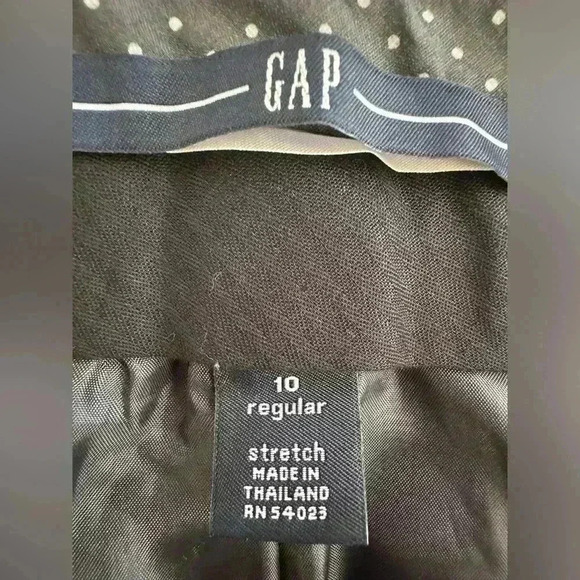 GAP
10
regular
stretch
MADE IN
THAILAND
RN 54023